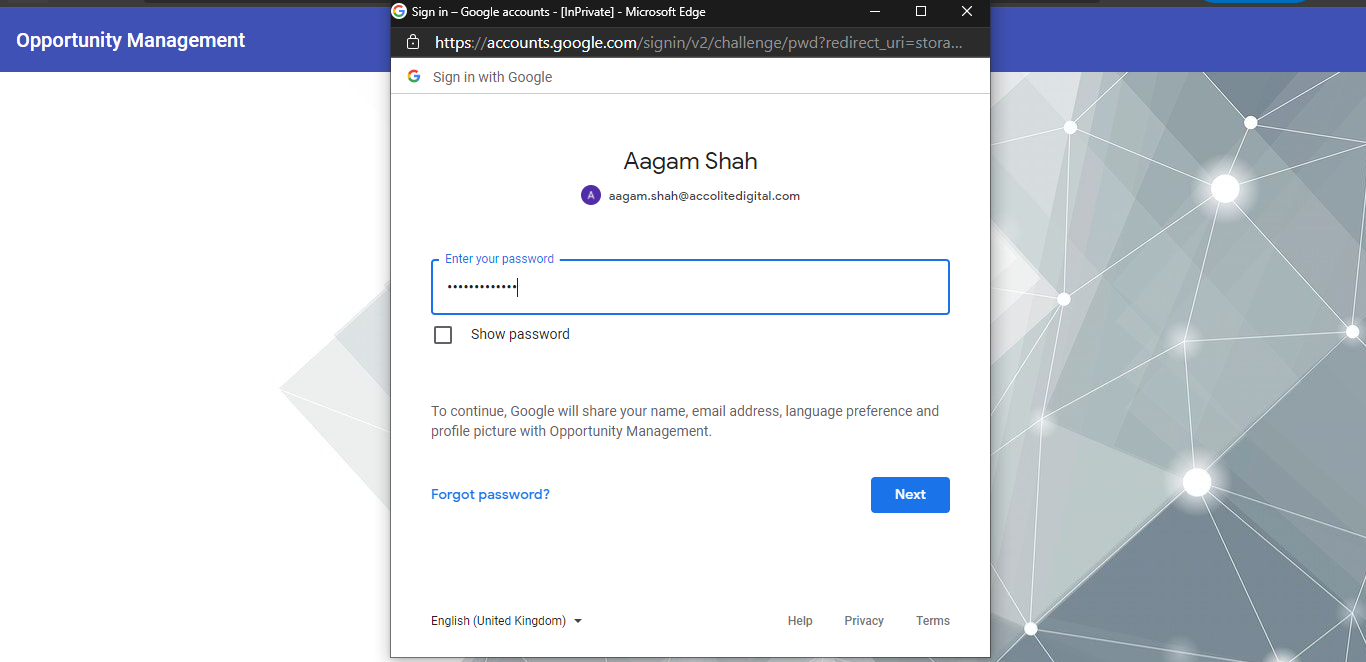 Opportunity Management
Sign in – Google accounts - [InPrivate] - Microsoft Edge
https://accounts.google.com/signin/v2/challenge/pwd?redirect_uri=stora...
Sign in with Google
Aagam Shah
A aagam.shah@accolitedigital.com
Enter your password
•••••••••••••
Show password
To continue, Google will share your name, email address, language preference and
profile picture with Opportunity Management.
Forgot password?
Next
English (United Kingdom)
Help Privacy Terms